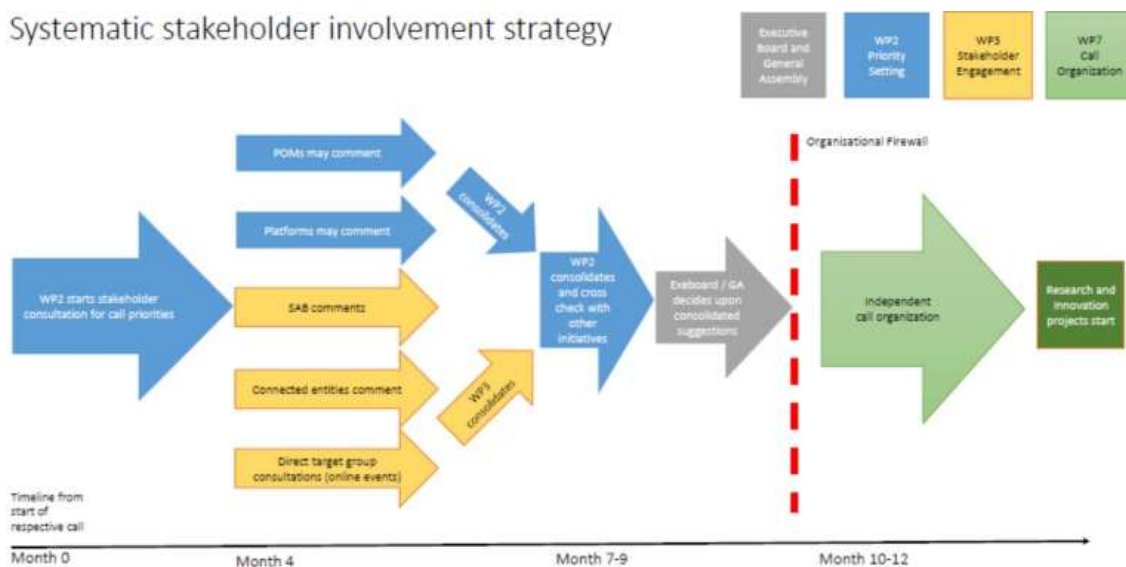 Systematic stakeholder involvement strategy
Executive
Board and
General
Assembly
WP2
Priority
Setting
WP3
Stakeholder
Engagement
WP7
Call
Organization
WP2 starts stakeholder
consultation for call priorities
POMs may comment
Platforms may comment
SAB comments
Connected entities comment
Direct target group
consultations (online events)
WP2
consolidates
WP3
consolidates
WP2
consolidates
and cross
check with
other
initiatives
Exeboard / GA
decides upon
consolidated
suggestions
Organisational Firewall
Independent
call organization
Research and
Innovation
projects start
Timeline from
start of
respective call
Month 0
Month 4
Month 7-9
Month 10-12